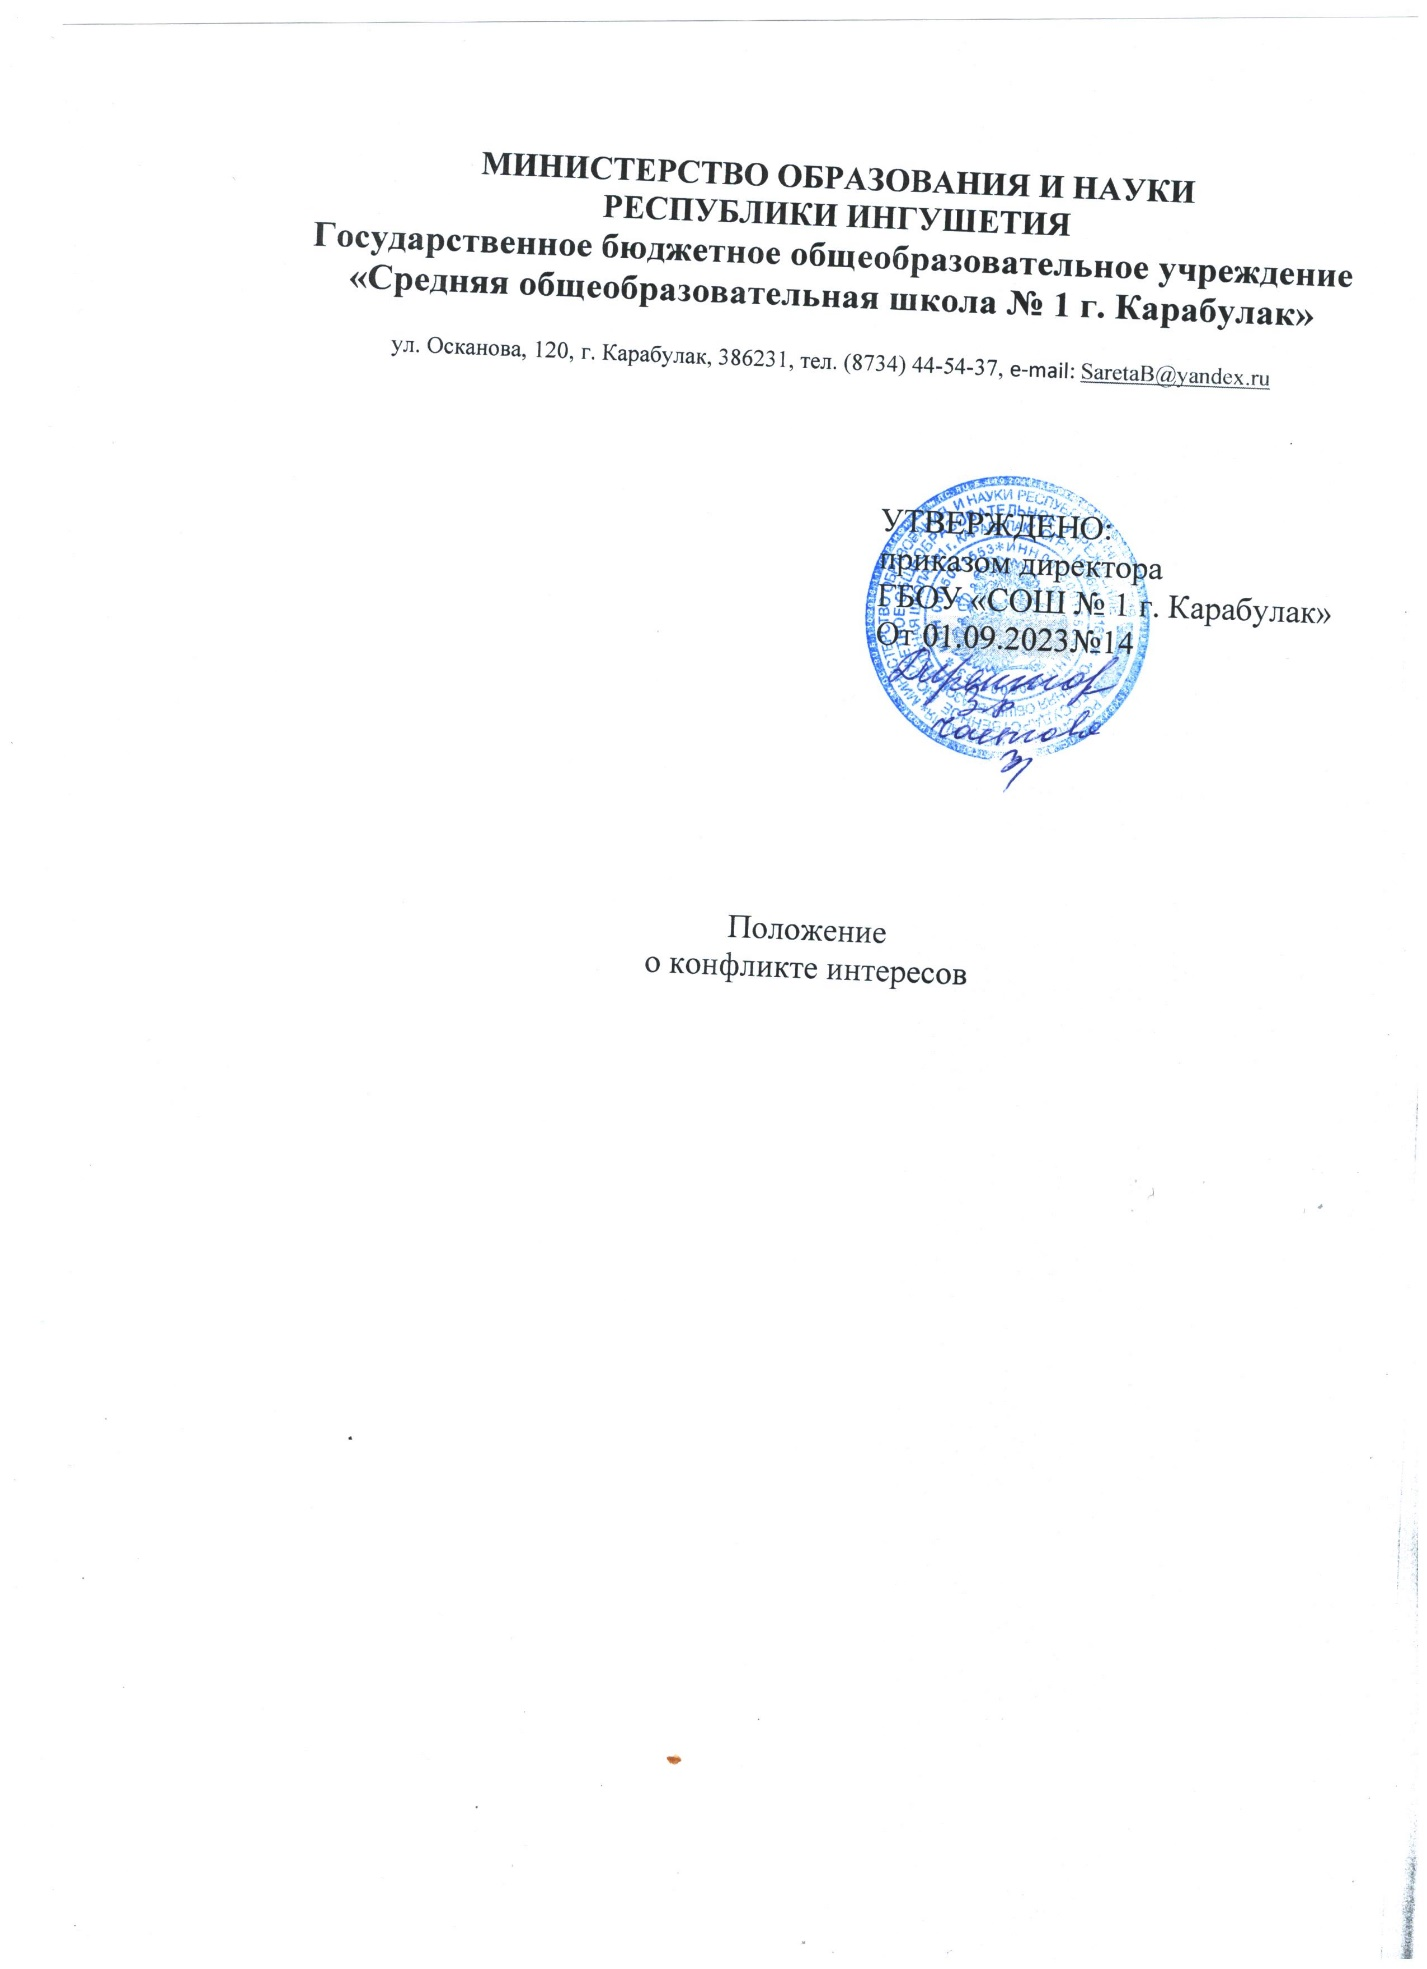 МИНИСТЕРСТВО ОБРАЗОВАНИЯ И НАУКИ
РЕСПУБЛИКИ ИНГУШЕТИЯ
Государственное бюджетное общеобразовательное учреждение
«Средняя общеобразовательная школа № 1 г. Карабулак»
ул. Осканова, 120, г. Карабулак, 386231, тел. (8734) 44-54-37, e-mail: SaretaB@yandex.ru
УТВЕРЖДЕНО:
приказом директора
ГБОУ «СОШ № 1 г. Карабулак»
От 01.09.2023№14
Директор
Положение
о конфликте интересов